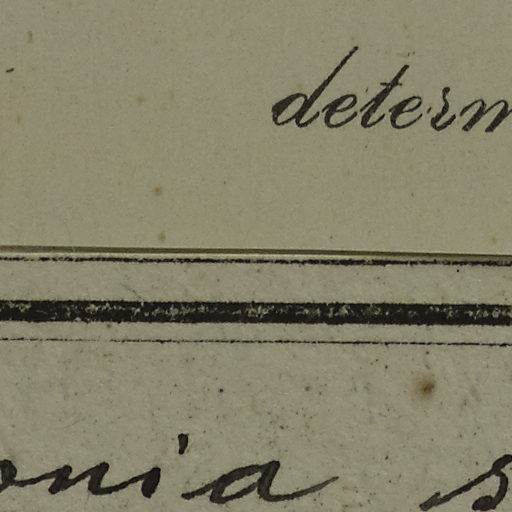 determ
onia s